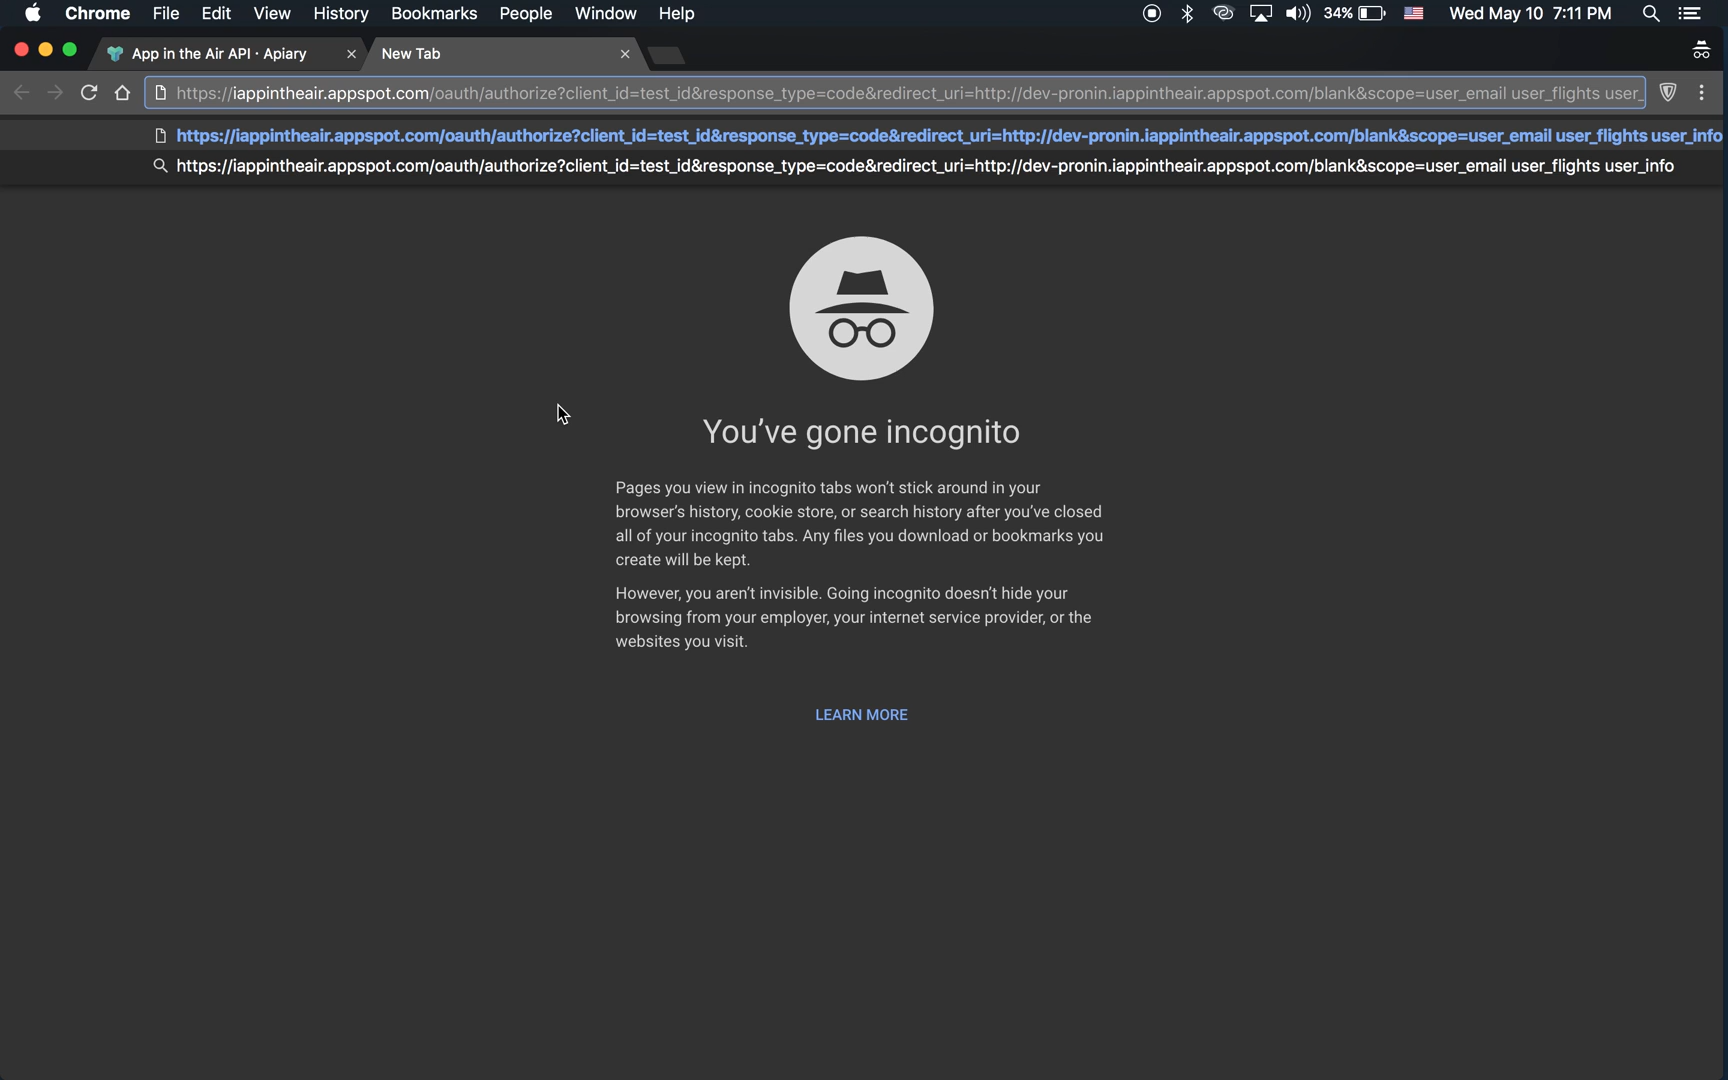 Chrome File Edit View History Bookmarks People Window Help 34% Wed May 10 7:11 PM
App in the Air API · Apiary New Tab
https://iappintheair.appspot.com/oauth/authorize?client_id=test_id&response_type=code&redirect_uri=http://dev-pronin.iappintheair.appspot.com/blank&scope=user_email user_flights user_
https://iappintheair.appspot.com/oauth/authorize?client_id=test_id&response_type=code&redirect_uri=http://dev-pronin.iappintheair.appspot.com/blank&scope=user_email user_flights user_info
https://iappintheair.appspot.com/oauth/authorize?client_id=test_id&response_type=code&redirect_uri=http://dev-pronin.iappintheair.appspot.com/blank&scope=user_email user_flights user_info
You've gone incognito
Pages you view in incognito tabs won't stick around in your
browser's history, cookie store, or search history after you've closed
all of your incognito tabs. Any files you download or bookmarks you
create will be kept.
However, you aren't invisible. Going incognito doesn't hide your
browsing from your employer, your internet service provider, or the
websites you visit.
LEARN MORE